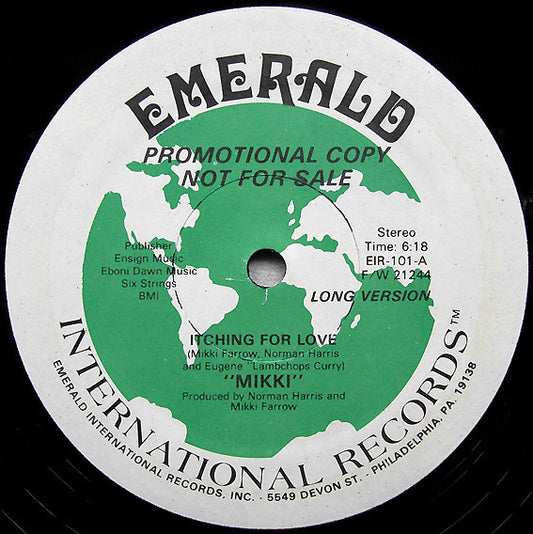 EMERALD
PROMOTIONAL COPY
NOT FOR SALE
Publisher
Ensign Music
Eboni Dawn Music
Six Strings
BMI
Stereo
Time: 6:18
EIR-101-A
F/W 21244
LONG VERSION
ITCHING FOR LOVE
(Mikki Farrow, Norman Harris
and Eugene "Lambchops Curry)
"MIKKI"
Produced by Norman Harris and
Mikki Farrow
INTERNATIONAL RECORDS™
EMERALD INTERNATIONAL RECORDS, INC. - 5549 DEVON ST. - PHILADELPHIA, PA. 19138